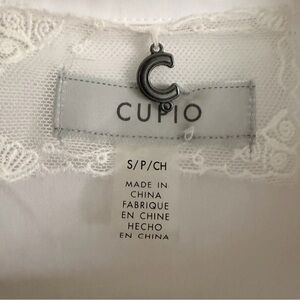 C
CUPIO
S/P/CH
MADE IN
CHINA
FABRIQUE
EN CHINE
HECHO
EN CHINA